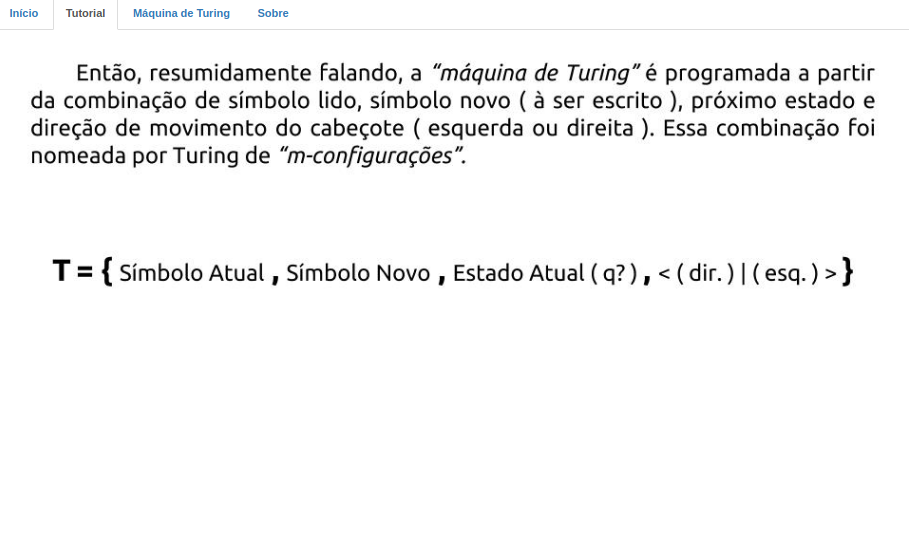 Início Tutorial Máquina de Turing Sobre
Então, resumidamente falando, a “máquina de Turing” é programada a partir
da combinação de símbolo lido, símbolo novo ( à ser escrito ), próximo estado e
direção de movimento do cabeçote ( esquerda ou direita ). Essa combinação foi
nomeada por Turing de “m-configurações”.
T = { Símbolo Atual , Símbolo Novo , Estado Atual ( q? ) , < ( dir. ) | ( esq. ) > }